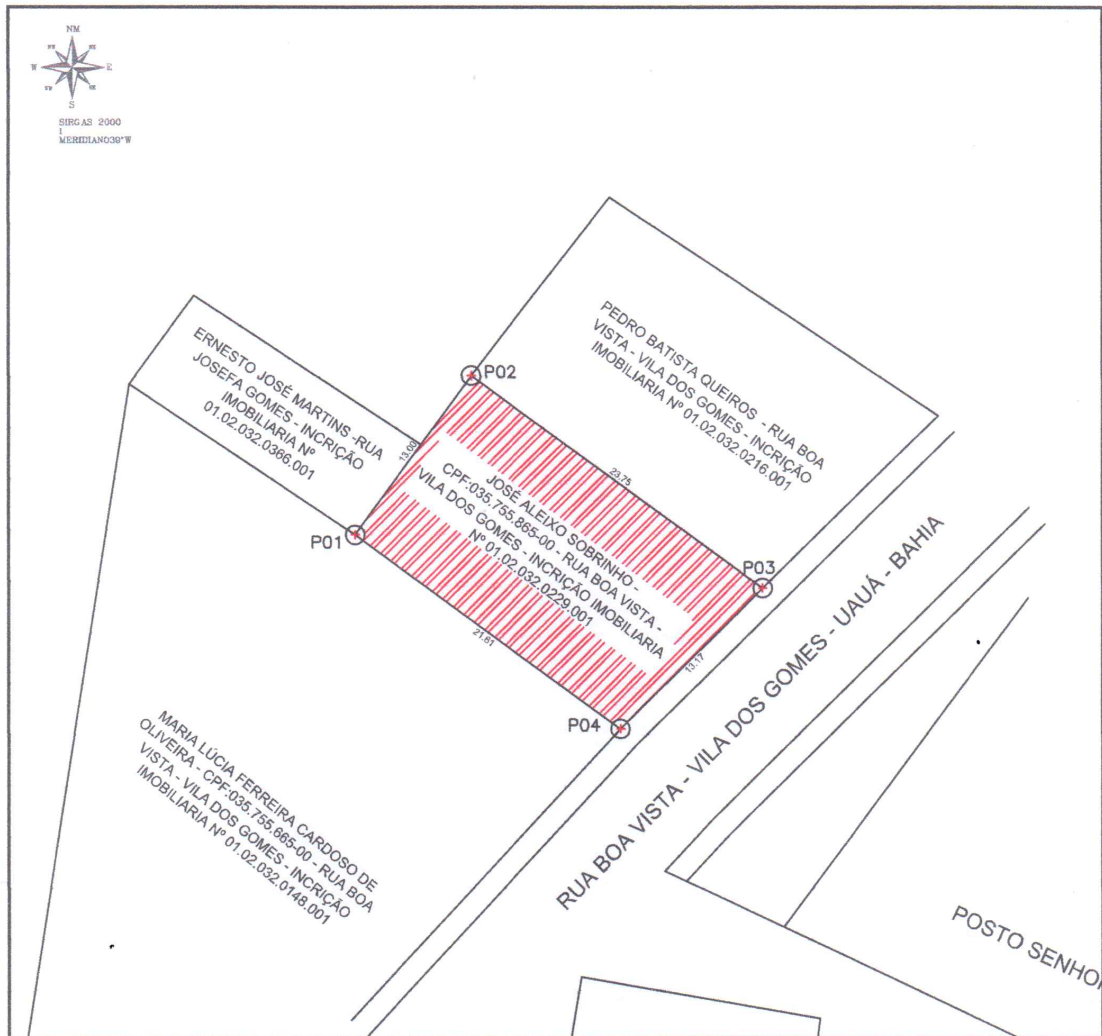 NM
NW
NE
W
E
SW
SE
S
SIRGAS 2000
MERIDIANO39°W
ERNESTO JOSÉ MARTINS -RUA
JOSEFA GOMES - INCRIÇÃO
IMOBILIARIA Nº
01.02.032.0366.001
PEDRO BATISTA QUEIROS - RUA BOA
VISTA - VILA DOS GOMES - INCRIÇÃO
IMOBILIARIA Nº 01.02.032.0216.001
P02
13.00
23.75
JOSÉ ALEIXO SOBRINHO -
CPF:035.755.865-00 - RUA BOA VISTA -
VILA DOS GOMES - INCRIÇÃO IMOBILIARIA
Nº 01.02.032.0229.001
P01
P03
21.61
13.17
P04
RUA BOA VISTA - VILA DOS GOMES - UAUÁ - BAHIA
MARIA LÚCIA FERREIRA CARDOSO DE
OLIVEIRA - CPF:035.755.665-00 - RUA BOA
VISTA - VILA DOS GOMES - INCRIÇÃO
IMOBILIARIA Nº 01.02.032.0148.001
POSTO SENHO